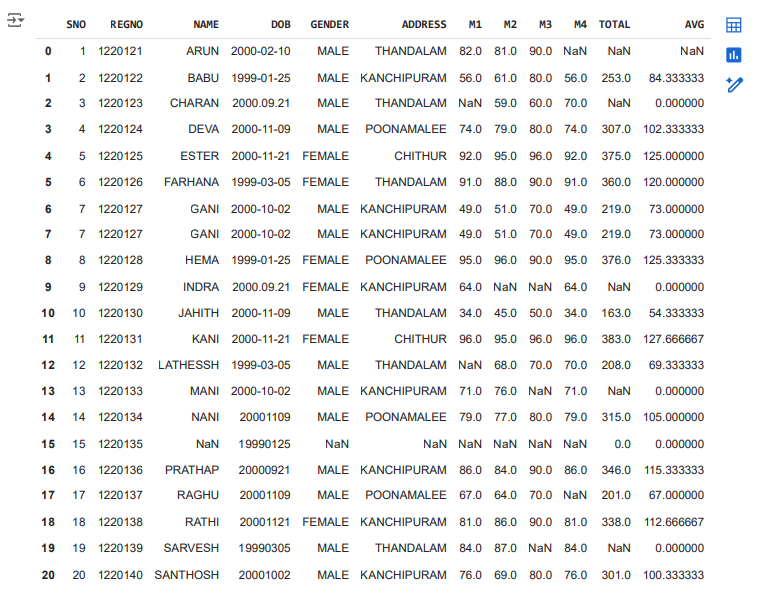 SNO REGNO NAME DOB GENDER ADDRESS M1 M2 M3 M4 TOTAL AVG
0 1 1220121 ARUN 2000-02-10 MALE THANDALAM 82.0 81.0 90.0 NaN NaN NaN
1 2 1220122 BABU 1999-01-25 MALE KANCHIPURAM 56.0 61.0 80.0 56.0 253.0 84.333333
2 3 1220123 CHARAN 2000.09.21 MALE THANDALAM NaN 59.0 60.0 70.0 NaN 0.000000
3 4 1220124 DEVA 2000-11-09 MALE POONAMALEE 74.0 79.0 80.0 74.0 307.0 102.333333
4 5 1220125 ESTER 2000-11-21 FEMALE CHITHUR 92.0 95.0 96.0 92.0 375.0 125.000000
5 6 1220126 FARHANA 1999-03-05 FEMALE THANDALAM 91.0 88.0 90.0 91.0 360.0 120.000000
6 7 1220127 GANI 2000-10-02 MALE KANCHIPURAM 49.0 51.0 70.0 49.0 219.0 73.000000
7 7 1220127 GANI 2000-10-02 MALE KANCHIPURAM 49.0 51.0 70.0 49.0 219.0 73.000000
8 8 1220128 HEMA 1999-01-25 FEMALE POONAMALEE 95.0 96.0 90.0 95.0 376.0 125.333333
9 9 1220129 INDRA 2000.09.21 FEMALE KANCHIPURAM 64.0 NaN NaN 64.0 NaN 0.000000
10 10 1220130 JAHITH 2000-11-09 MALE THANDALAM 34.0 45.0 50.0 34.0 163.0 54.333333
11 11 1220131 KANI 2000-11-21 FEMALE CHITHUR 96.0 95.0 96.0 96.0 383.0 127.666667
12 12 1220132 LATHESSH 1999-03-05 MALE THANDALAM NaN 68.0 70.0 70.0 208.0 69.333333
13 13 1220133 MANI 2000-10-02 MALE KANCHIPURAM 71.0 76.0 NaN 71.0 NaN 0.000000
14 14 1220134 NANI 20001109 MALE POONAMALEE 79.0 77.0 80.0 79.0 315.0 105.000000
15 15 1220135 NaN 19990125 NaN NaN NaN NaN NaN NaN 0.0 0.000000
16 16 1220136 PRATHAP 20000921 MALE KANCHIPURAM 86.0 84.0 90.0 86.0 346.0 115.333333
17 17 1220137 RAGHU 20001109 MALE POONAMALEE 67.0 64.0 70.0 NaN 201.0 67.000000
18 18 1220138 RATHI 20001121 FEMALE KANCHIPURAM 81.0 86.0 90.0 81.0 338.0 112.666667
19 19 1220139 SARVESH 19990305 MALE THANDALAM 84.0 87.0 NaN 84.0 NaN 0.000000
20 20 1220140 SANTHOSH 20001002 MALE KANCHIPURAM 76.0 69.0 80.0 76.0 301.0 100.333333